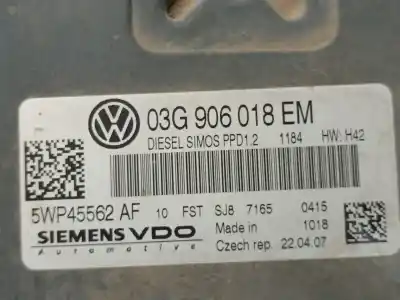 03G 906 018 EM
DIESEL SIMOS PPD1.2 1184 HW: H42
5WP45562 AF 10 FST SJ8 7165 0415
SIEMENS VDO Made in 1018
Automotive Czech rep. 22.04.07